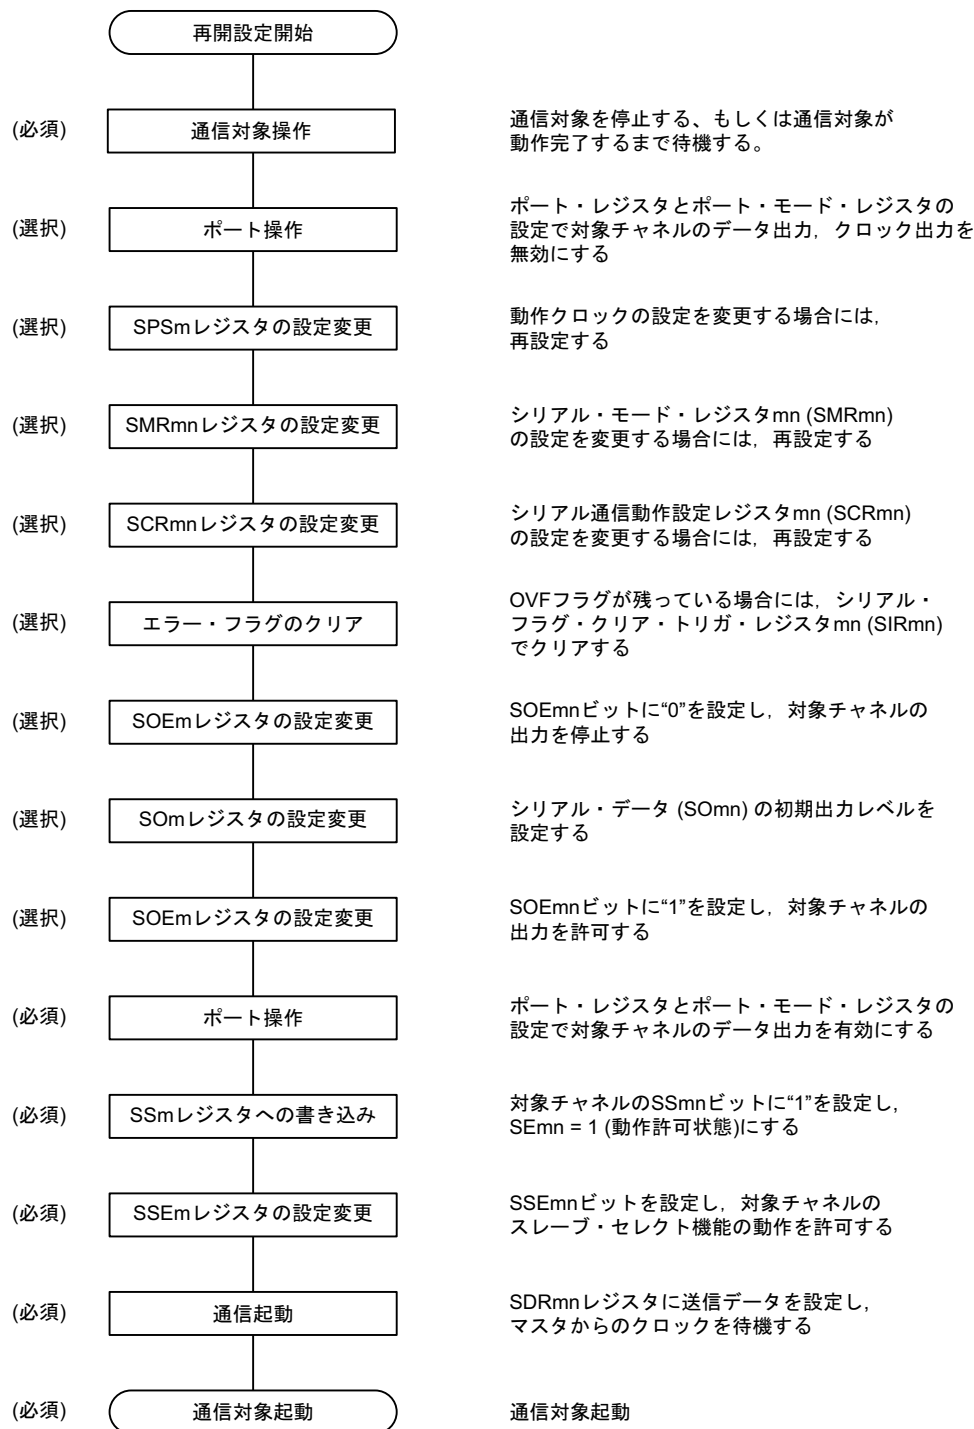 再開設定開始
(必須)
通信対象操作
通信対象を停止する、もしくは通信対象が
動作完了するまで待機する。
(選択)
ポート操作
ポート・レジスタとポート・モード・レジスタの
設定で対象チャネルのデータ出力，クロック出力を
無効にする
(選択)
SPSmレジスタの設定変更
動作クロックの設定を変更する場合には，
再設定する
(選択)
SMRmnレジスタの設定変更
シリアル・モード・レジスタmn (SMRmn)
の設定を変更する場合には，再設定する
(選択)
SCRmnレジスタの設定変更
シリアル通信動作設定レジスタmn (SCRmn)
の設定を変更する場合には，再設定する
(選択)
エラー・フラグのクリア
OVFフラグが残っている場合には，シリアル・
フラグ・クリア・トリガ・レジスタmn (SIRmn)
でクリアする
(選択)
SOEmレジスタの設定変更
SOEmnビットに“0”を設定し，対象チャネルの
出力を停止する
(選択)
SOmレジスタの設定変更
シリアル・データ (SOmn) の初期出力レベルを
設定する
(選択)
SOEmレジスタの設定変更
SOEmnビットに“1”を設定し，対象チャネルの
出力を許可する
(必須)
ポート操作
ポート・レジスタとポート・モード・レジスタの
設定で対象チャネルのデータ出力を有効にする
(必須)
SSmレジスタへの書き込み
対象チャネルのSSmnビットに“1”を設定し，
SEmn = 1 (動作許可状態)にする
(必須)
SSEmレジスタの設定変更
SSEmnビットを設定し，対象チャネルの
スレーブ・セレクト機能の動作を許可する
(必須)
通信起動
SDRmnレジスタに送信データを設定し，
マスタからのクロックを待機する
(必須)
通信対象起動
通信対象起動